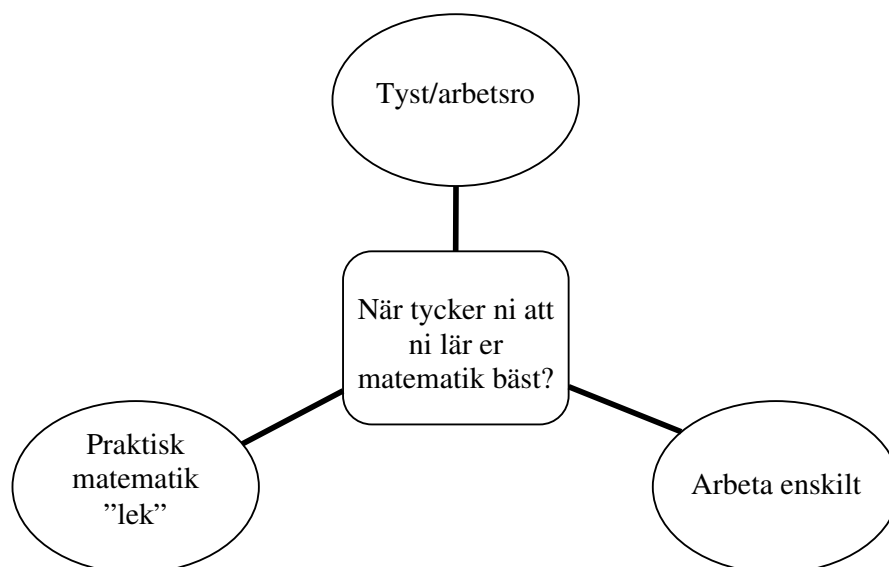 Tyst/arbetsro
När tycker ni att
ni lär er
matematik bäst?
Praktisk
matematik
”lek”
Arbeta enskilt